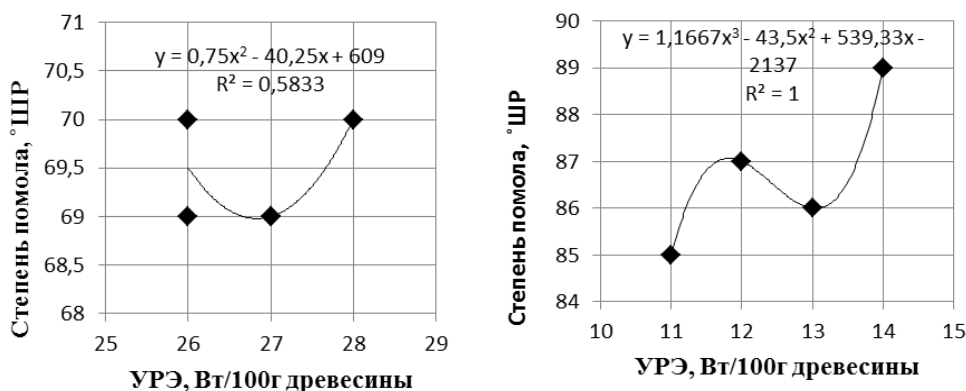 71
70,5
70
69,5
69
68,5
68
y = 0,75x² - 40,25x + 609
R² = 0,5833
25 26 27 28 29
Степень помола, ˚ШР
УРЭ, Вт/100г древесины
90
89
88
87
86
85
84
y = 1,1667x³ - 43,5x² + 539,33x -
2137
R² = 1
10 11 12 13 14 15
Степень помола, ˚ШР
УРЭ, Вт/100г древесины